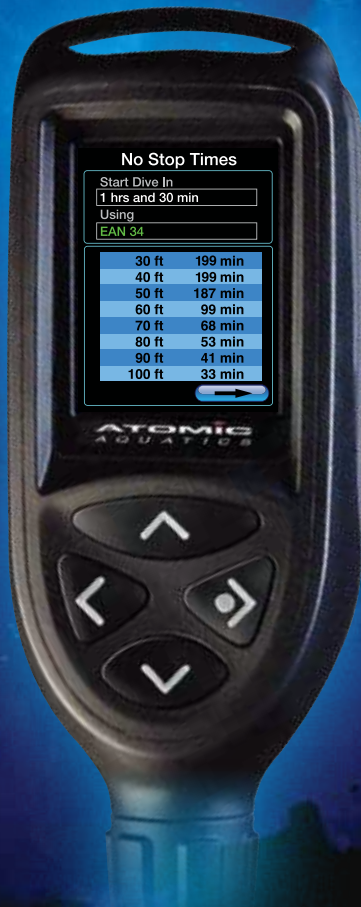 No Stop Times
Start Dive In
1 hrs and 30 min
Using
EAN 34
30 ft 199 min
40 ft 199 min
50 ft 187 min
60 ft 99 min
70 ft 68 min
80 ft 53 min
90 ft 41 min
100 ft 33 min
ATOMIC
AQUATICS